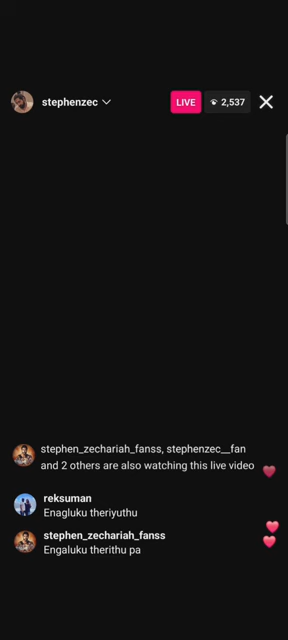 stephenzec
LIVE
2,537
stephen_zechariah_fanss, stephenzec__fan
and 2 others are also watching this live video
reksuman
Enagluku theriyuthu
stephen_zechariah_fanss
Engaluku therithu pa